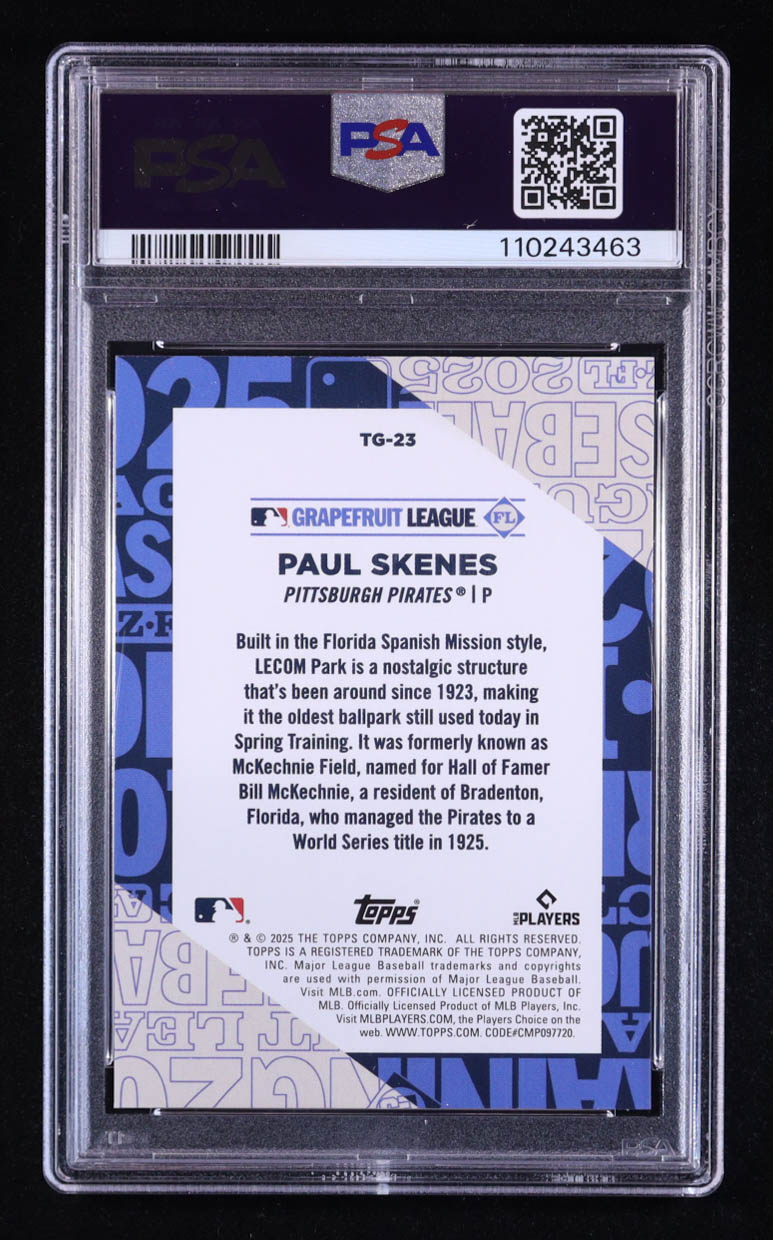 PSA
PSA
110243463
TG-23
GRAPEFRUIT LEAGUE FL
PAUL SKENES
PITTSBURGH PIRATES® | P
Built in the Florida Spanish Mission style,
LECOM Park is a nostalgic structure
that's been around since 1923, making
it the oldest ballpark still used today in
Spring Training. It was formerly known as
McKechnie Field, named for Hall of Famer
Bill McKechnie, a resident of Bradenton,
Florida, who managed the Pirates to a
World Series title in 1925.
TOPPS®
MLB PLAYERS
® & © 2025 THE TOPPS COMPANY, INC. ALL RIGHTS RESERVED.
TOPPS IS A REGISTERED TRADEMARK OF THE TOPPS COMPANY,
INC. Major League Baseball trademarks and copyrights
are used with permission of Major League Baseball.
Visit MLB.com. OFFICIALLY LICENSED PRODUCT OF
MLB. Officially Licensed Product of MLB Players, Inc.
Visit MLBPLAYERS.COM, the Players Choice on the
web. WWW.TOPPS.COM. CODE#CMP097720.
PSA